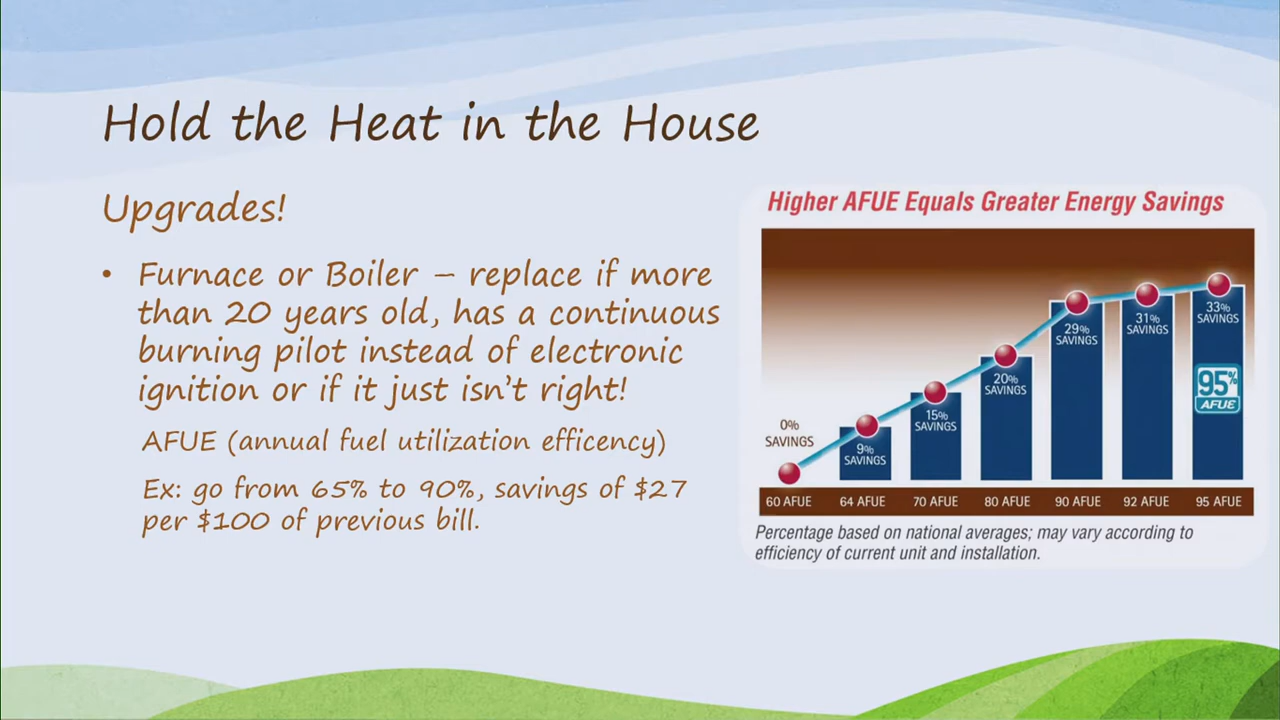 Hold the Heat in the House
Upgrades!
• Furnace or Boiler – replace if more
than 20 years old, has a continuous
burning pilot instead of electronic
ignition or if it just isn't right!
AFUE (annual fuel utilization efficency)
Ex: go from 65% to 90%, savings of $27
per $100 of previous bill.
Higher AFUE Equals Greater Energy Savings
0%
SAVINGS
9%
SAVINGS
15%
SAVINGS
20%
SAVINGS
29%
SAVINGS
31%
SAVINGS
33%
SAVINGS
95%
AFUE
60 AFUE 64 AFUE 70 AFUE 80 AFUE 90 AFUE 92 AFUE 95 AFUE
Percentage based on national averages; may vary according to
efficiency of current unit and installation.